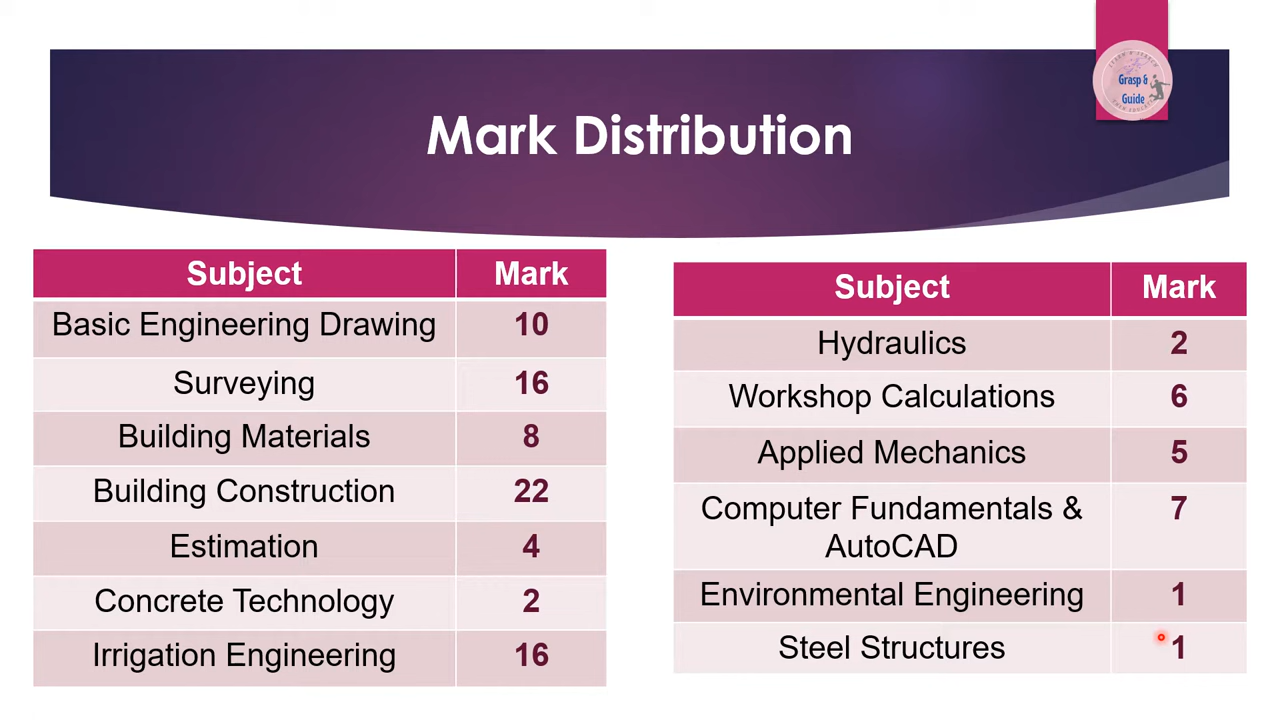 Grasp &
Guide
Mark Distribution
Subject Mark
Basic Engineering Drawing 10
Surveying 16
Building Materials 8
Building Construction 22
Estimation 4
Concrete Technology 2
Irrigation Engineering 16
Subject Mark
Hydraulics 2
Workshop Calculations 6
Applied Mechanics 5
Computer Fundamentals & 7
AutoCAD
Environmental Engineering 1
Steel Structures 1